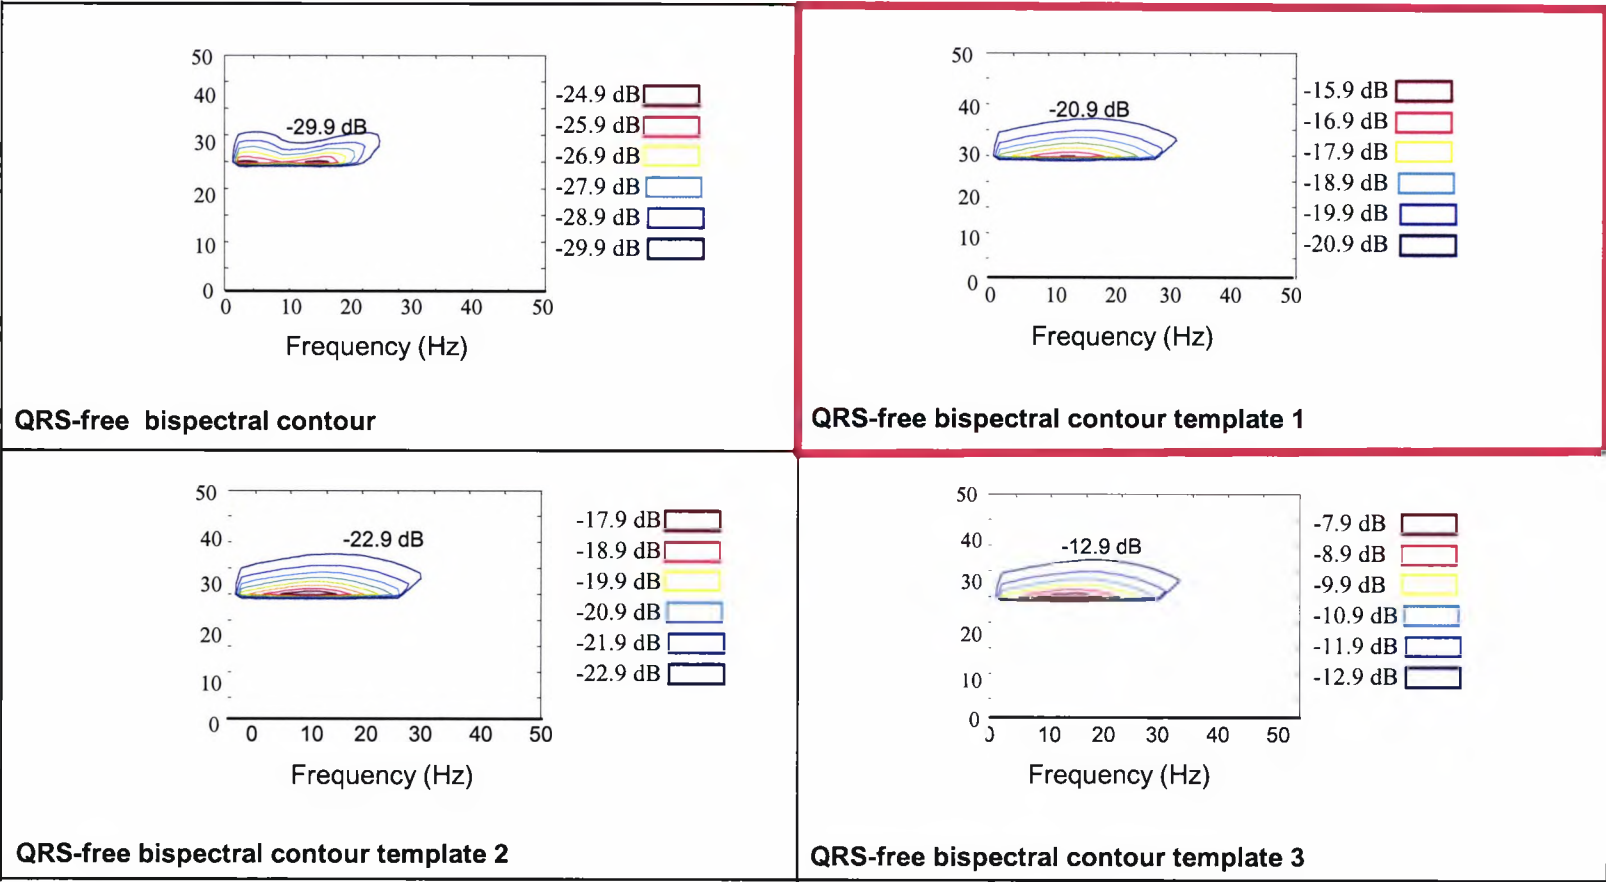 50
40
30
20
10
0
-29.9 dB
0 10 20 30 40 50
Frequency (Hz)
-24.9 dB
-25.9 dB
-26.9 dB
-27.9 dB
-28.9 dB
-29.9 dB
QRS-free bispectral contour
50
40
30
20
10
0
-20.9 dB
0 10 20 30 40 50
Frequency (Hz)
-15.9 dB
-16.9 dB
-17.9 dB
-18.9 dB
-19.9 dB
-20.9 dB
QRS-free bispectral contour template 1
50
40
30
20
10
0
-22.9 dB
0 10 20 30 40 50
Frequency (Hz)
-17.9 dB
-18.9 dB
-19.9 dB
-20.9 dB
-21.9 dB
-22.9 dB
QRS-free bispectral contour template 2
50
40
30
20
10
0
-12.9 dB
10 20 30 40 50
Frequency (Hz)
-7.9 dB
-8.9 dB
-9.9 dB
-10.9 dB
-11.9 dB
-12.9 dB
QRS-free bispectral contour template 3